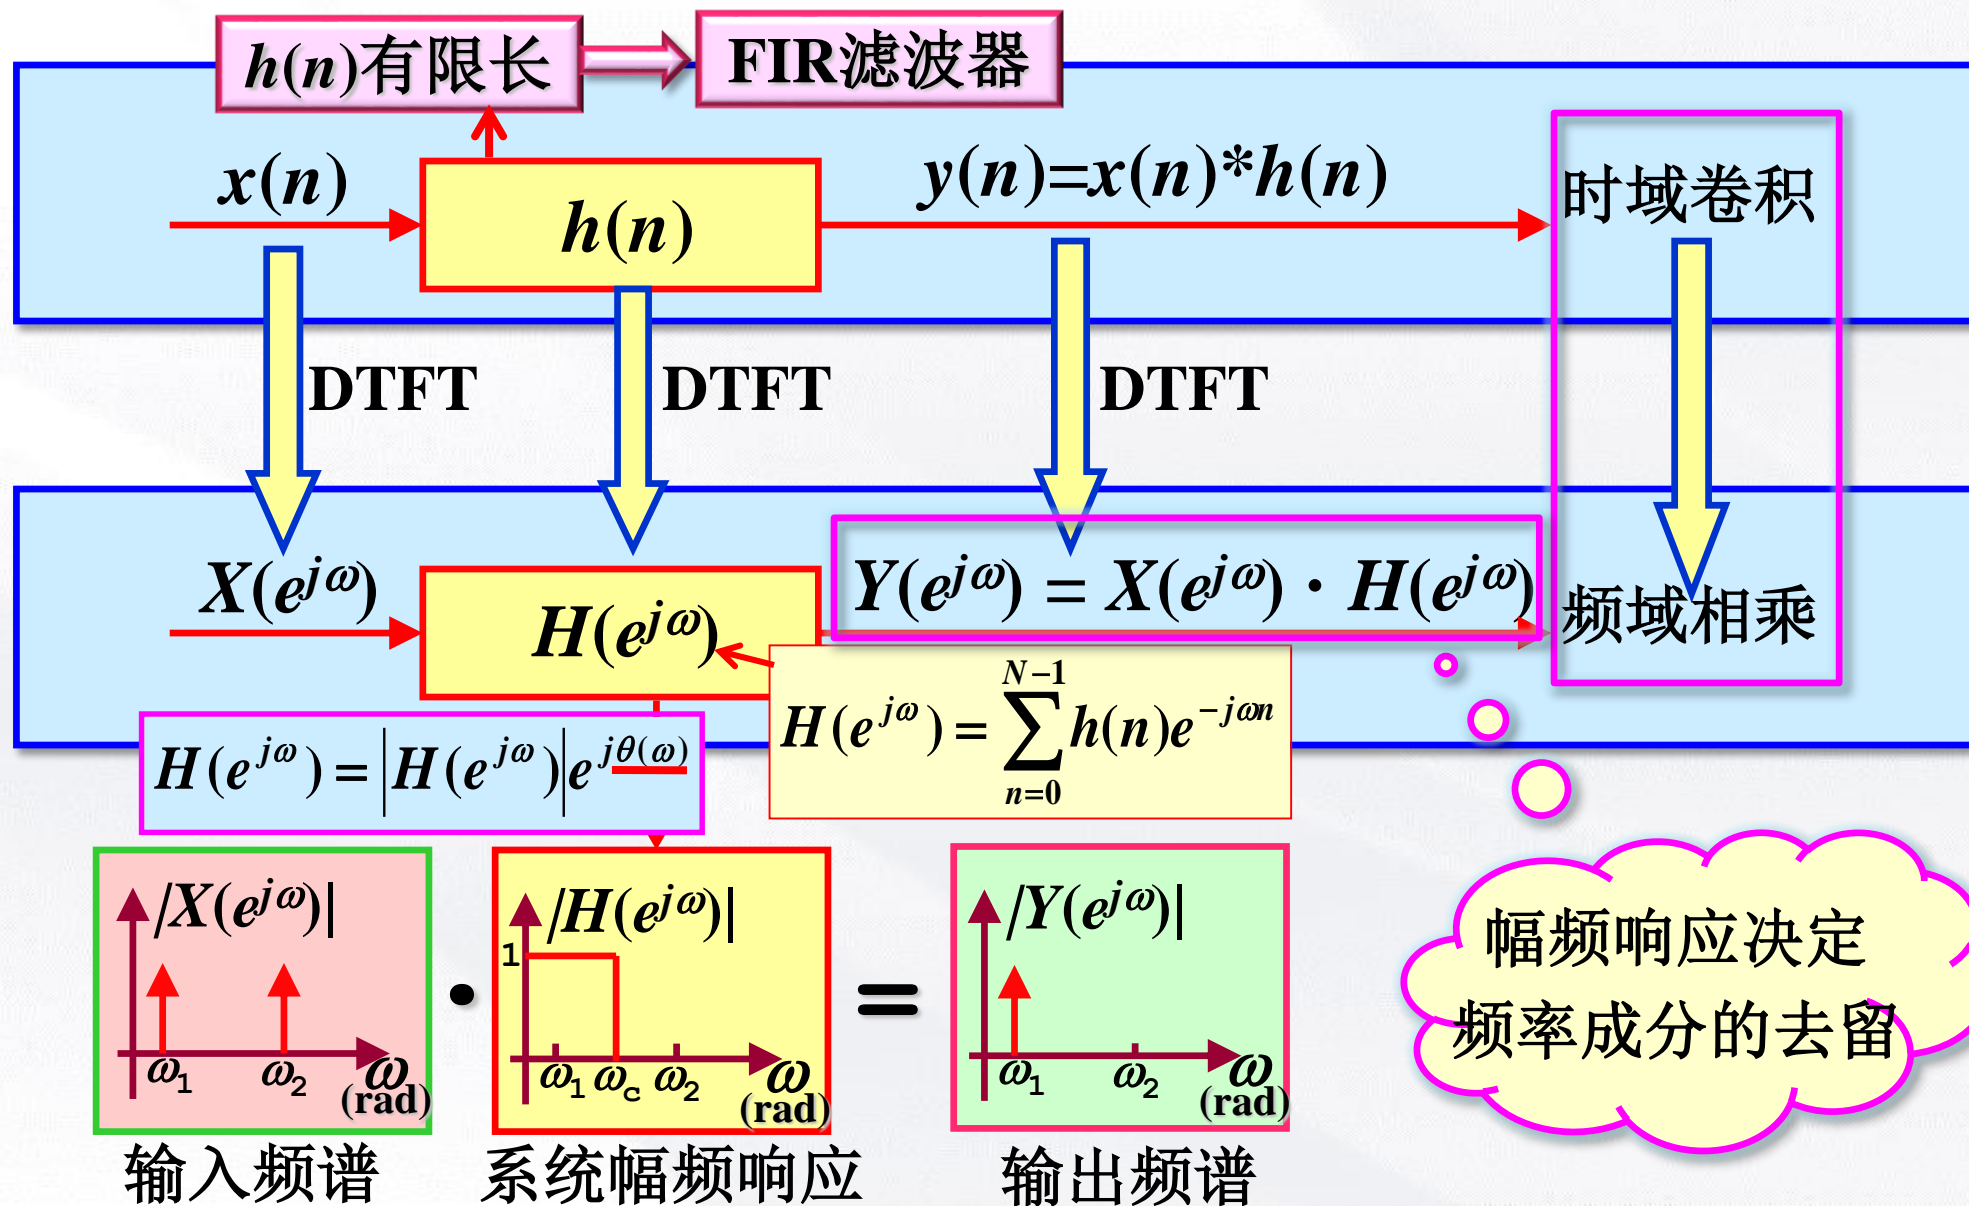 h(n)有限长
FIR滤波器
x(n)
h(n)
y(n)=x(n)*h(n)
时域卷积
DTFT
DTFT
DTFT
X(e^{jω})
H(e^{jω})
Y(e^{jω}) = X(e^{jω}) · H(e^{jω})
频域相乘
H(e^{jω}) = ∑_{n=0}^{N−1} h(n)e^{−jωn}
H(e^{jω}) = |H(e^{jω})|e^{jθ(ω)}
/X(e^{jω})|
ω₁ ω₂ ω
(rad)
·
/H(e^{jω})|
1
ω₁ ω_c ω₂ ω
(rad)
=
/Y(e^{jω})|
ω₁ ω₂ ω
(rad)
幅频响应决定
频率成分的去留
输入频谱
系统幅频响应
输出频谱